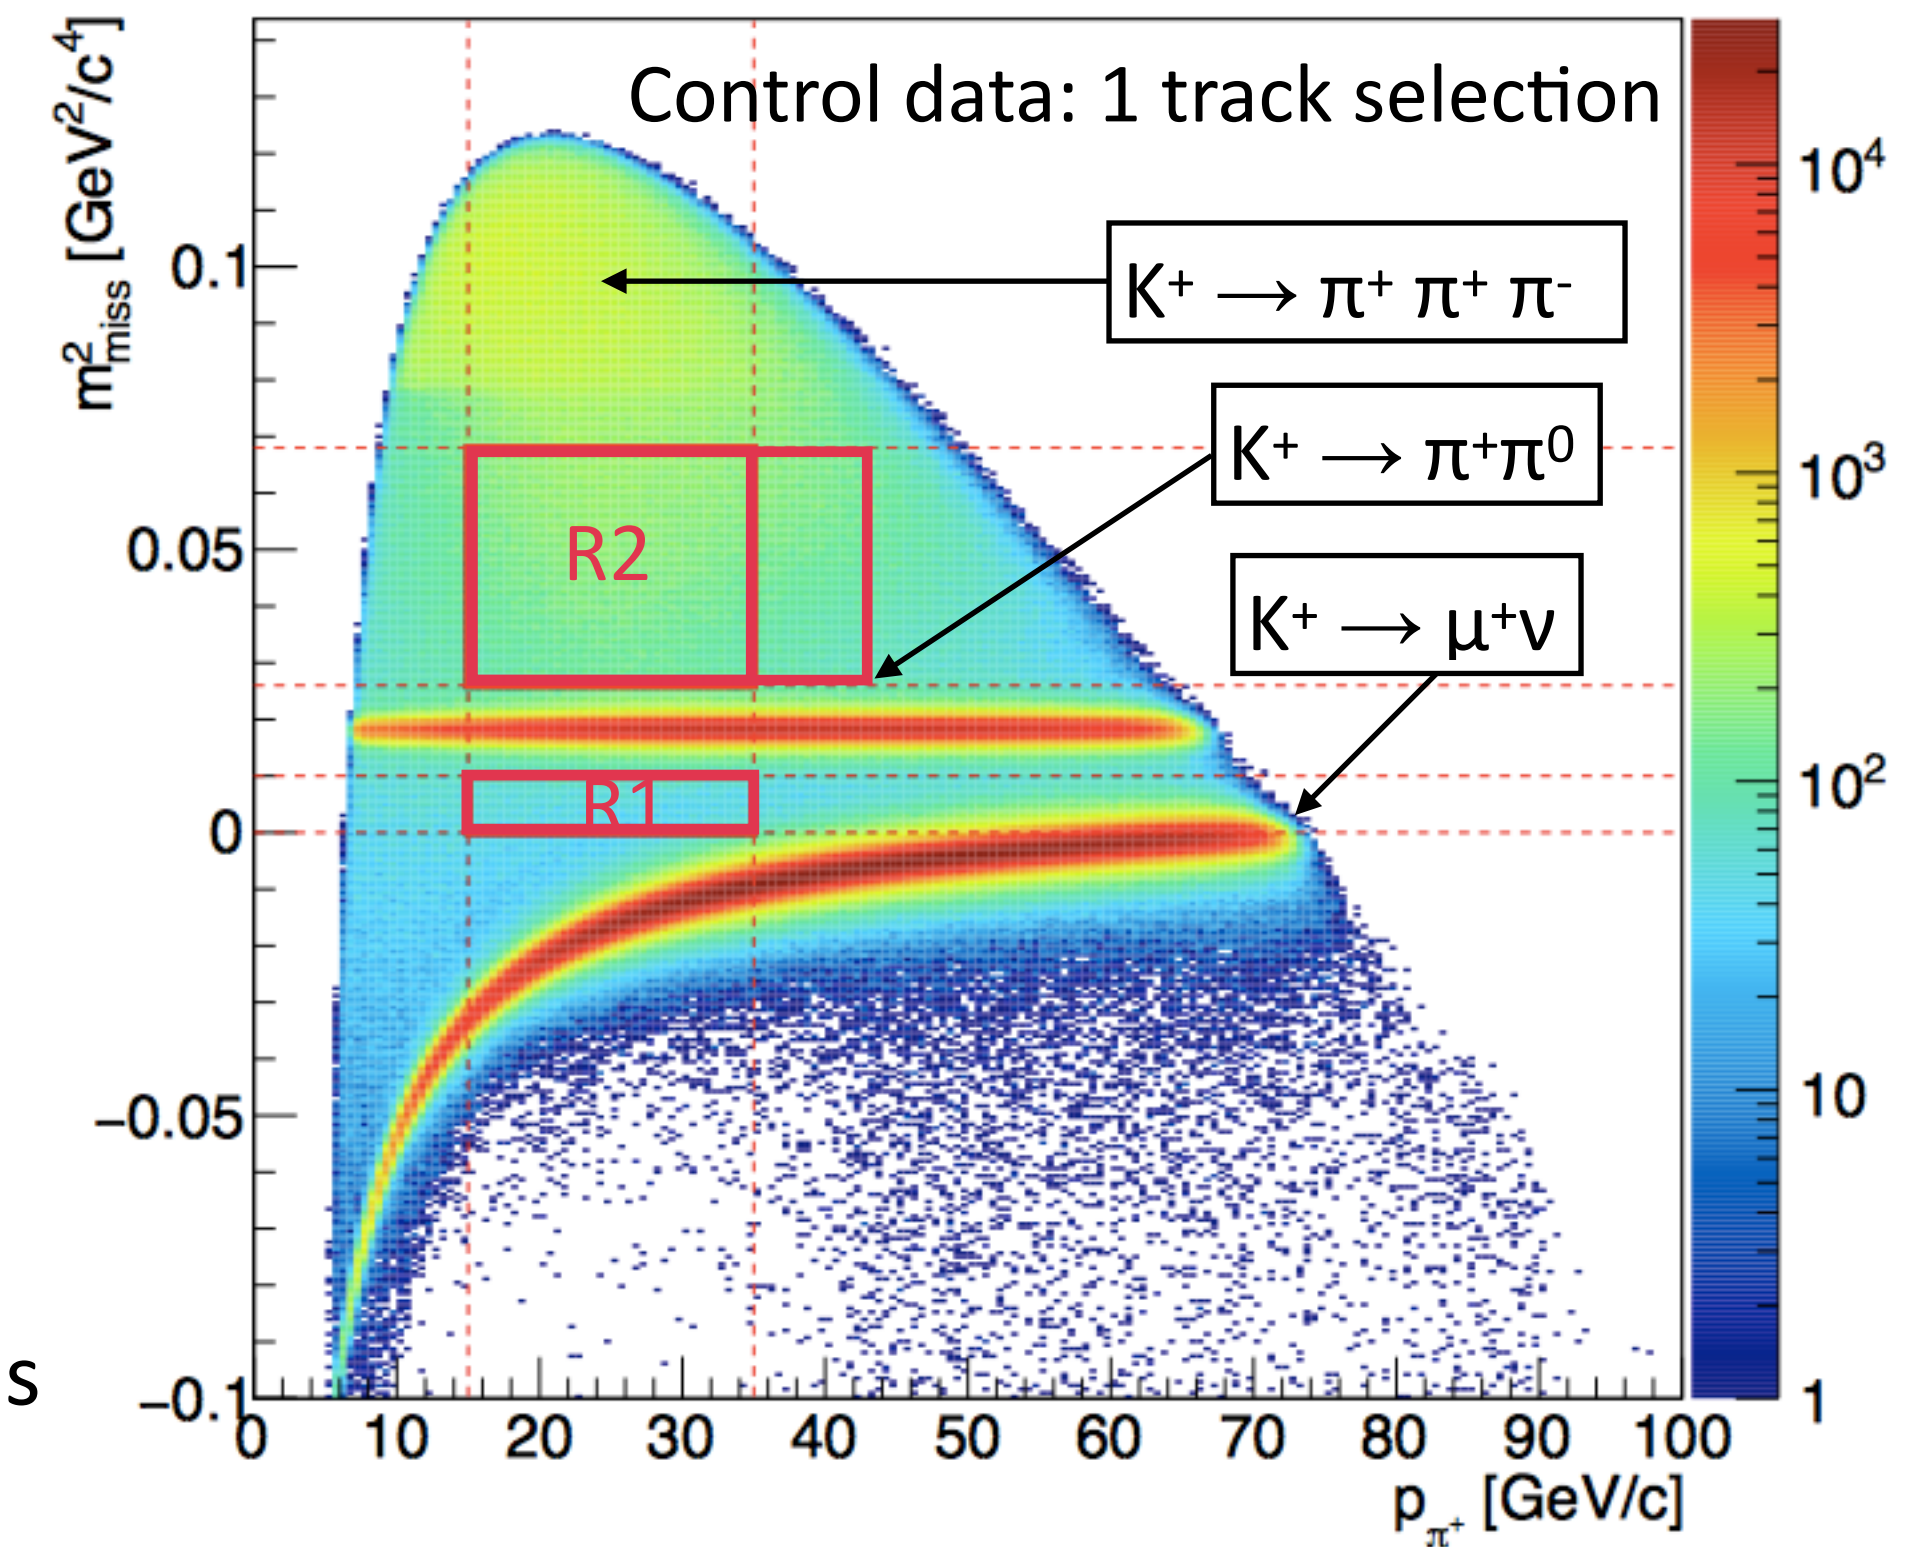 Control data: 1 track selection
m²miss [GeV²/c⁴]
K⁺ → π⁺ π⁺ π⁻
K⁺ → π⁺π⁰
K⁺ → μ⁺ν
R2
R1
0.1
0.05
0
−0.05
−0.1
s
0 10 20 30 40 50 60 70 80 90 100
p_π⁺ [GeV/c]
10⁴
10³
10²
10
1